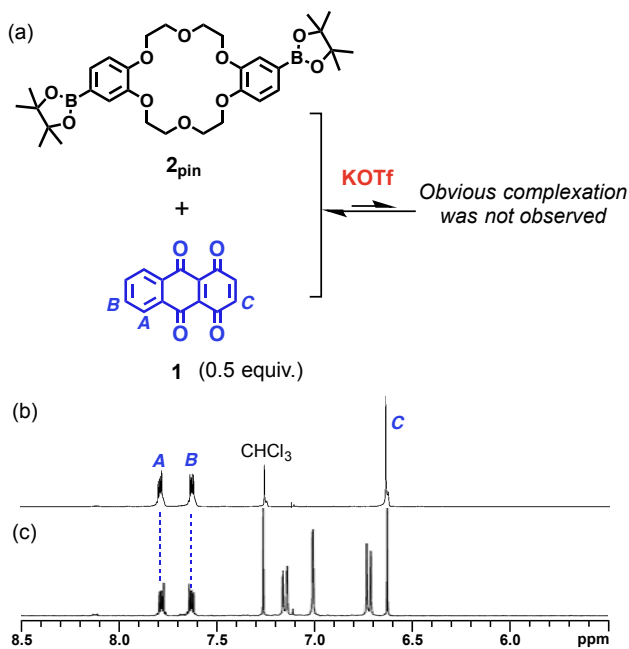 (a)
O
O
B
O
O
O
O
O
O
B
O
O
2pin
+
KOTf
Obvious complexation
was not observed
O
O
O
O
B
A
C
1 (0.5 equiv.)
(b)
A
B
CHCl3
C
(c)
8.5 8.0 7.5 7.0 6.5 6.0 ppm